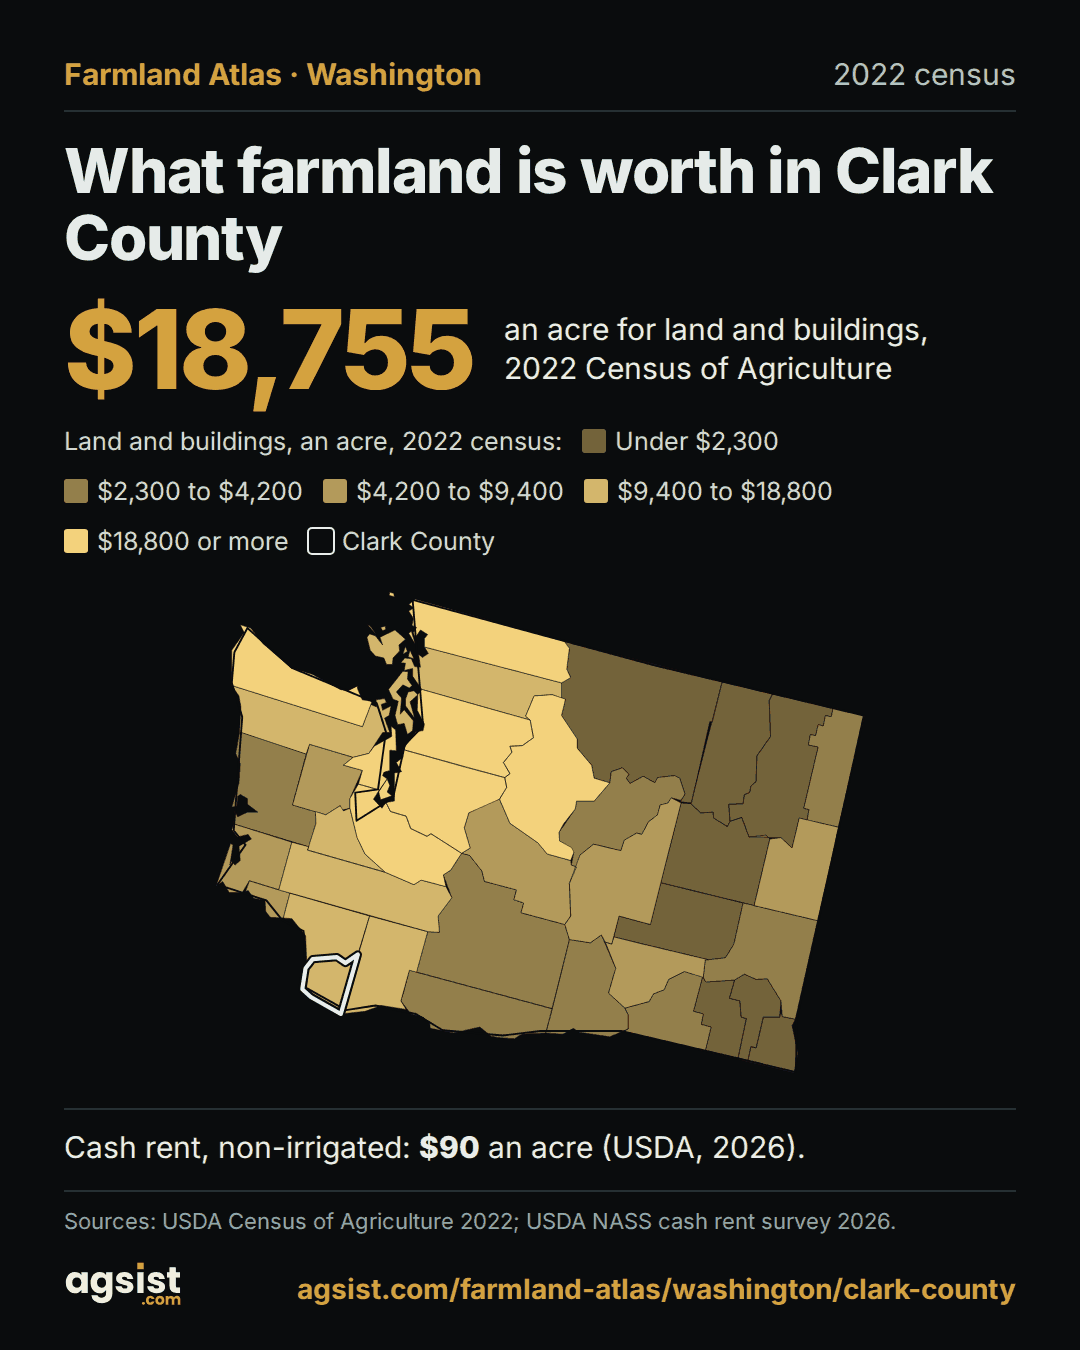 Farmland Atlas · Washington
2022 census
What farmland is worth in Clark
County
$18,755
an acre for land and buildings,
2022 Census of Agriculture
Land and buildings, an acre, 2022 census: Under $2,300
$2,300 to $4,200 $4,200 to $9,400 $9,400 to $18,800
$18,800 or more Clark County
Cash rent, non-irrigated: $90 an acre (USDA, 2026).
Sources: USDA Census of Agriculture 2022; USDA NASS cash rent survey 2026.
agsist
.com
agsist.com/farmland-atlas/washington/clark-county